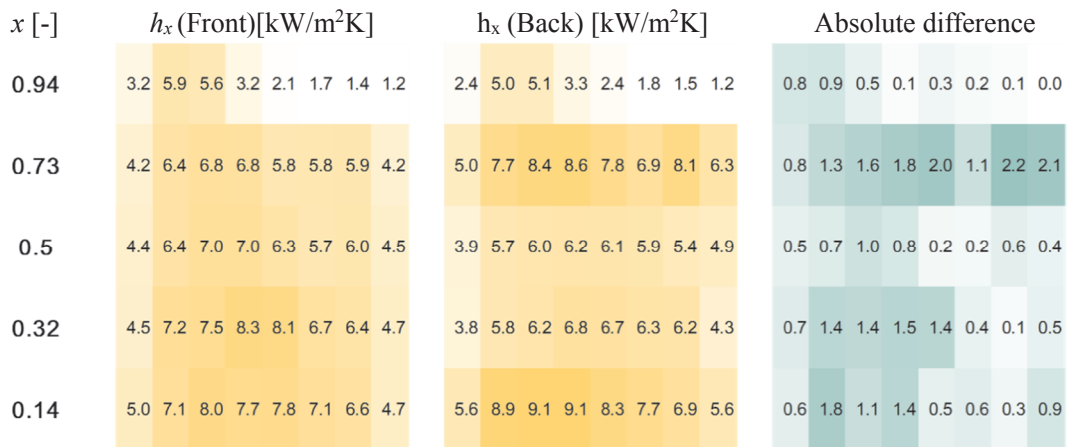 x [-] hₓ (Front)[kW/m²K] hₓ (Back) [kW/m²K] Absolute difference
0.94 3.2 5.9 5.6 3.2 2.1 1.7 1.4 1.2 2.4 5.0 5.1 3.3 2.4 1.8 1.5 1.2 0.8 0.9 0.5 0.1 0.3 0.2 0.1 0.0
0.73 4.2 6.4 6.8 6.8 5.8 5.8 5.9 4.2 5.0 7.7 8.4 8.6 7.8 6.9 8.1 6.3 0.8 1.3 1.6 1.8 2.0 1.1 2.2 2.1
0.5 4.4 6.4 7.0 7.0 6.3 5.7 6.0 4.5 3.9 5.7 6.0 6.2 6.1 5.9 5.4 4.9 0.5 0.7 1.0 0.8 0.2 0.2 0.6 0.4
0.32 4.5 7.2 7.5 8.3 8.1 6.7 6.4 4.7 3.8 5.8 6.2 6.8 6.7 6.3 6.2 4.3 0.7 1.4 1.4 1.5 1.4 0.4 0.1 0.5
0.14 5.0 7.1 8.0 7.7 7.8 7.1 6.6 4.7 5.6 8.9 9.1 9.1 8.3 7.7 6.9 5.6 0.6 1.8 1.1 1.4 0.5 0.6 0.3 0.9